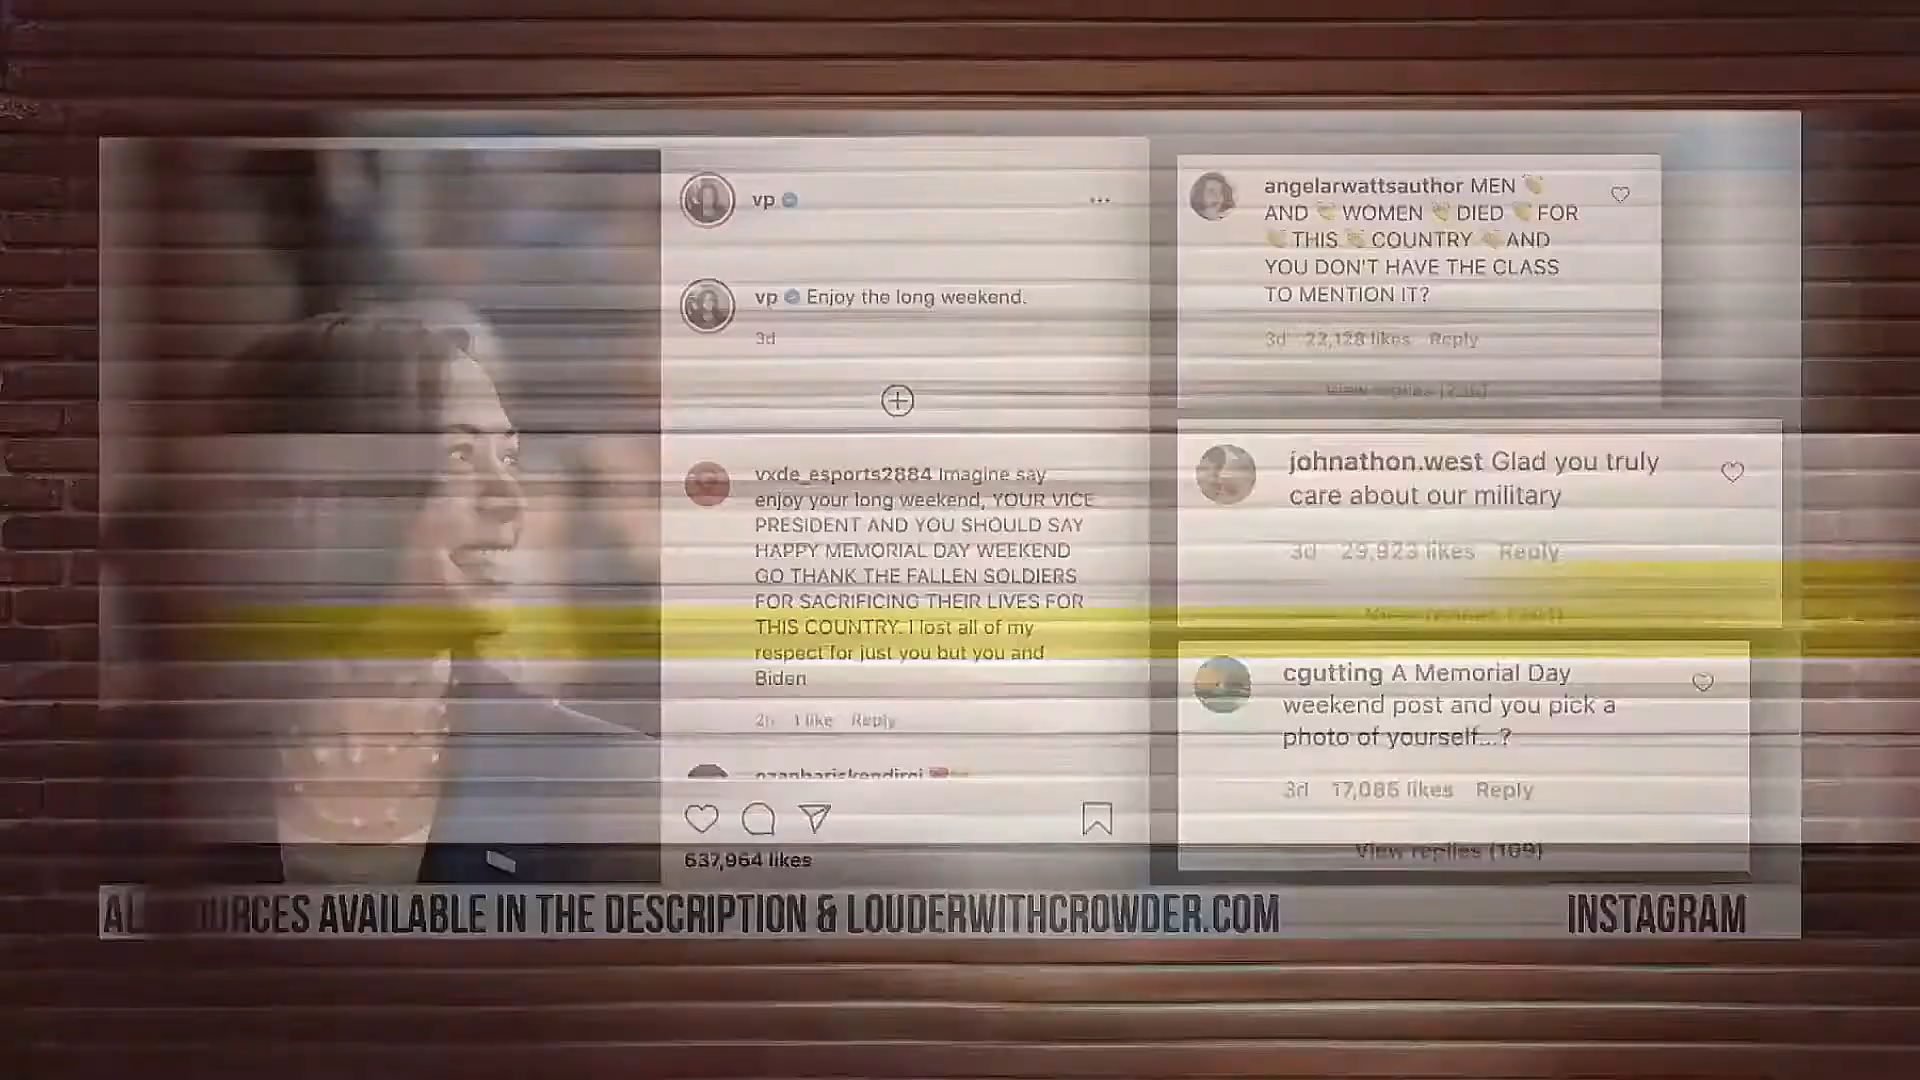 vp
vp Enjoy the long weekend.
3d
vxde_esports2884 Imagine say
enjoy your long weekend, YOUR VICE
PRESIDENT AND YOU SHOULD SAY
HAPPY MEMORIAL DAY WEEKEND
GO THANK THE FALLEN SOLDIERS
FOR SACRIFICING THEIR LIVES FOR
THIS COUNTRY. I lost all of my
respect for just you but you and
Biden
2h 1 like Reply
637,964 likes
angelarwattsauthor MEN 👏
AND 👏 WOMEN 👏 DIED 👏 FOR
👏 THIS 👏 COUNTRY 👏 AND
YOU DON'T HAVE THE CLASS
TO MENTION IT?
3d 22,128 likes Reply
View replies
johnathon.west Glad you truly
care about our military
3d 29,923 likes Reply
cgutting A Memorial Day
weekend post and you pick a
photo of yourself...?
3d 17,086 likes Reply
View replies (109)
AVAILABLE IN THE DESCRIPTION & LOUDERWITHCROWDER.COM
INSTAGRAM